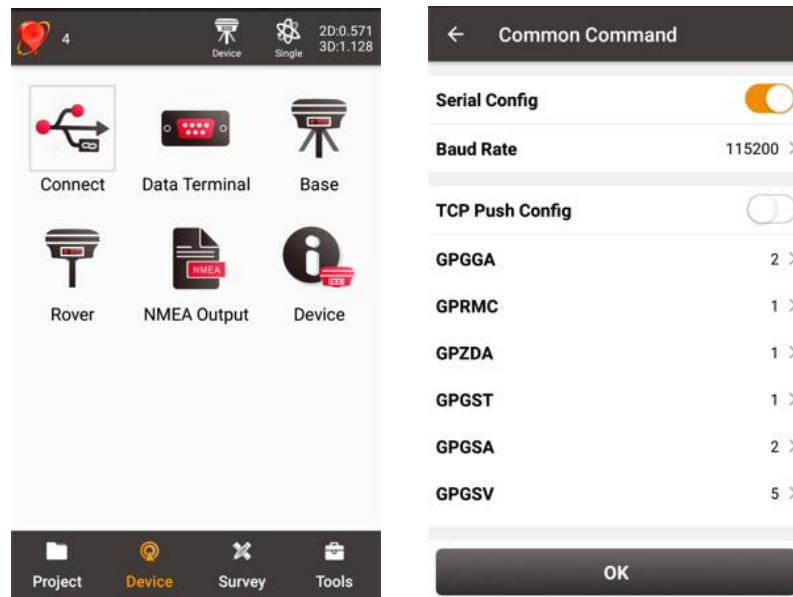 4
Device
Single
2D:0.571
3D:1.128
Connect
Data Terminal
Base
NMEA
Rover
NMEA Output
Device
Project
Device
Survey
Tools
Common Command
Serial Config
Baud Rate 115200
TCP Push Config
GPGGA 2
GPRMC 1
GPZDA 1
GPGST 1
GPGSA 2
GPGSV 5
OK